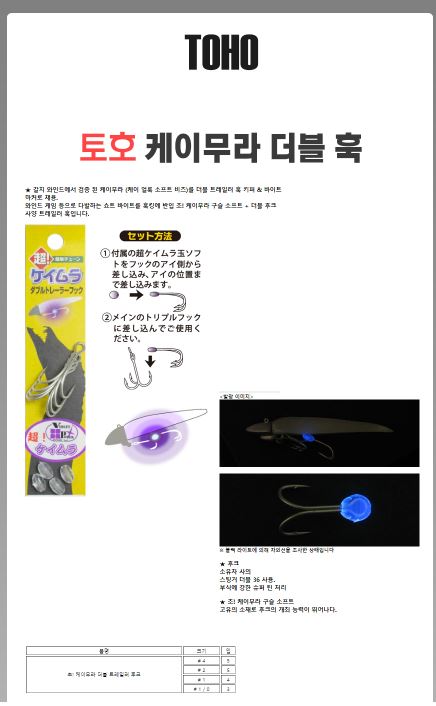 TOHO
토호 케이무라 더블 훅
★ 갈치 와인드에서 검증 된 케이무라 (케이 얼룩 소프트 비즈)를 더블 트레일러 훅 키퍼 & 바이트
마커로 채용.
와인드 게임 등으로 다발하는 쇼트 바이트를 훅킹에 반입 초! 케이무라 구슬 소프트 + 더블 후크
사양 트레일러 훅입니다.
超!
ケイムラ
ダブルトレーラーフック
超!
ケイムラ
セット方法
①付属の超ケイムラ玉ソフ
トをフックのアイ側から
差し込み、アイの位置ま
で差し込みます。
②メインのトリプルフック
に差し込んでご使用く
ださい。
<발광 이미지>
※ 블랙 라이트에 의해 자외선을 조사한 상태입니다
★ 후크
소유자 사의
스팅거 더블 36 사용.
부식에 강한 슈퍼 틴 처리
★ 초! 케이무라 구슬 소프트
고유의 소재로 후크의 개최 능력이 뛰어나다.
품명 크기 입
초! 케이무라 더블 트레일러 후크
# 4 5
# 2 5
# 1 4
# 1 / 0 3